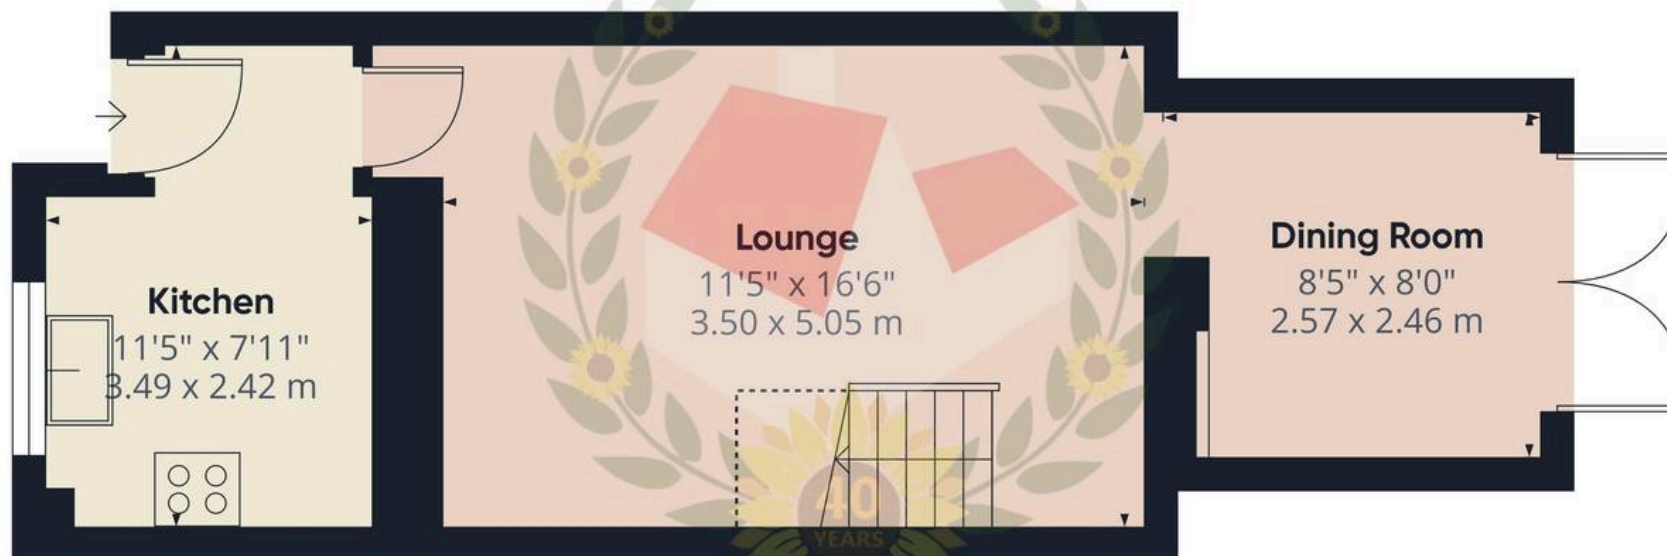 Kitchen
11'5" x 7'11"
3.49 x 2.42 m
Lounge
11'5" x 16'6"
3.50 x 5.05 m
Dining Room
8'5" x 8'0"
2.57 x 2.46 m
40
YEARS